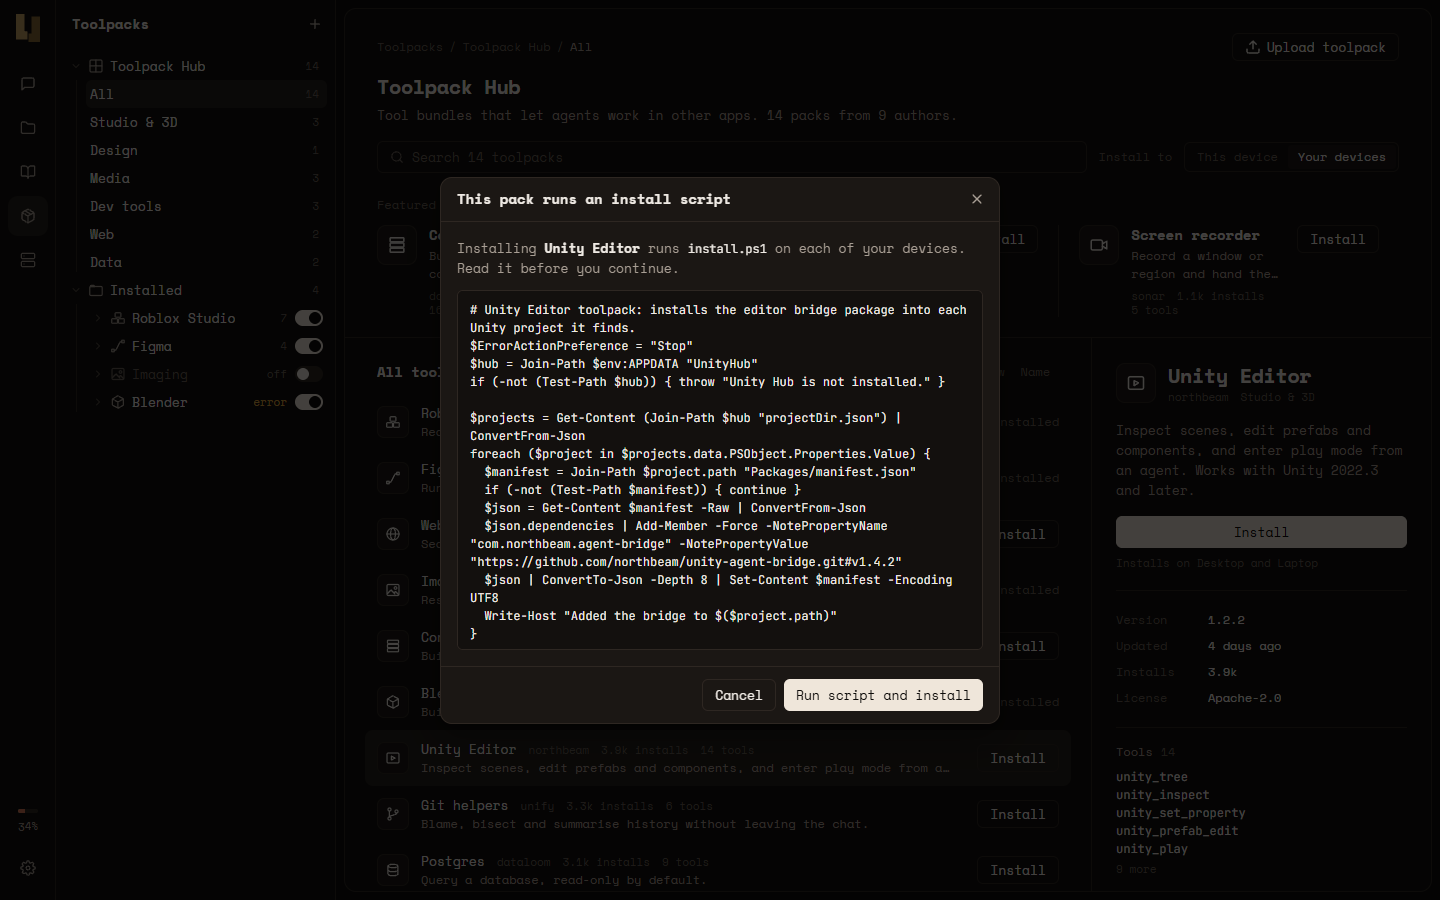 Toolpacks
Toolpack Hub 14
All 14
Studio & 3D 3
Design 1
Media 3
Dev tools 3
Web 2
Data 2
Installed 4
Roblox Studio 7
Figma 4
Imaging off
Blender error
34%
Toolpacks / Toolpack Hub / All
Upload toolpack
Toolpack Hub
Tool bundles that let agents work in other apps. 14 packs from 9 authors.
Search 14 toolpacks
Install to This device Your devices
Featured
Screen recorder
Install
Record a window or
region and hand the…
sonar 1.1k installs
5 tools
This pack runs an install script
Installing Unity Editor runs install.ps1 on each of your devices.
Read it before you continue.
# Unity Editor toolpack: installs the editor bridge package into each
Unity project it finds.
$ErrorActionPreference = "Stop"
$hub = Join-Path $env:APPDATA "UnityHub"
if (-not (Test-Path $hub)) { throw "Unity Hub is not installed." }
$projects = Get-Content (Join-Path $hub "projectDir.json") |
ConvertFrom-Json
foreach ($project in $projects.data.PSObject.Properties.Value) {
$manifest = Join-Path $project.path "Packages/manifest.json"
if (-not (Test-Path $manifest)) { continue }
$json = Get-Content $manifest -Raw | ConvertFrom-Json
$json.dependencies | Add-Member -Force -NotePropertyName
"com.northbeam.agent-bridge" -NotePropertyValue
"https://github.com/northbeam/unity-agent-bridge.git#v1.4.2"
$json | ConvertTo-Json -Depth 8 | Set-Content $manifest -Encoding
UTF8
Write-Host "Added the bridge to $($project.path)"
}
Cancel
Run script and install
All
Name
Unity Editor northbeam 3.9k installs 14 tools
Inspect scenes, edit prefabs and components, and enter play mode from a…
Install
Git helpers unify 3.3k installs 6 tools
Blame, bisect and summarise history without leaving the chat.
Install
Postgres dataloom 3.1k installs 9 tools
Query a database, read-only by default.
Install
Unity Editor
northbeam Studio & 3D
Inspect scenes, edit prefabs and
components, and enter play mode from
an agent. Works with Unity 2022.3
and later.
Install
Installs on Desktop and Laptop
Version 1.2.2
Updated 4 days ago
Installs 3.9k
License Apache-2.0
Tools 14
unity_tree
unity_inspect
unity_set_property
unity_prefab_edit
unity_play
9 more